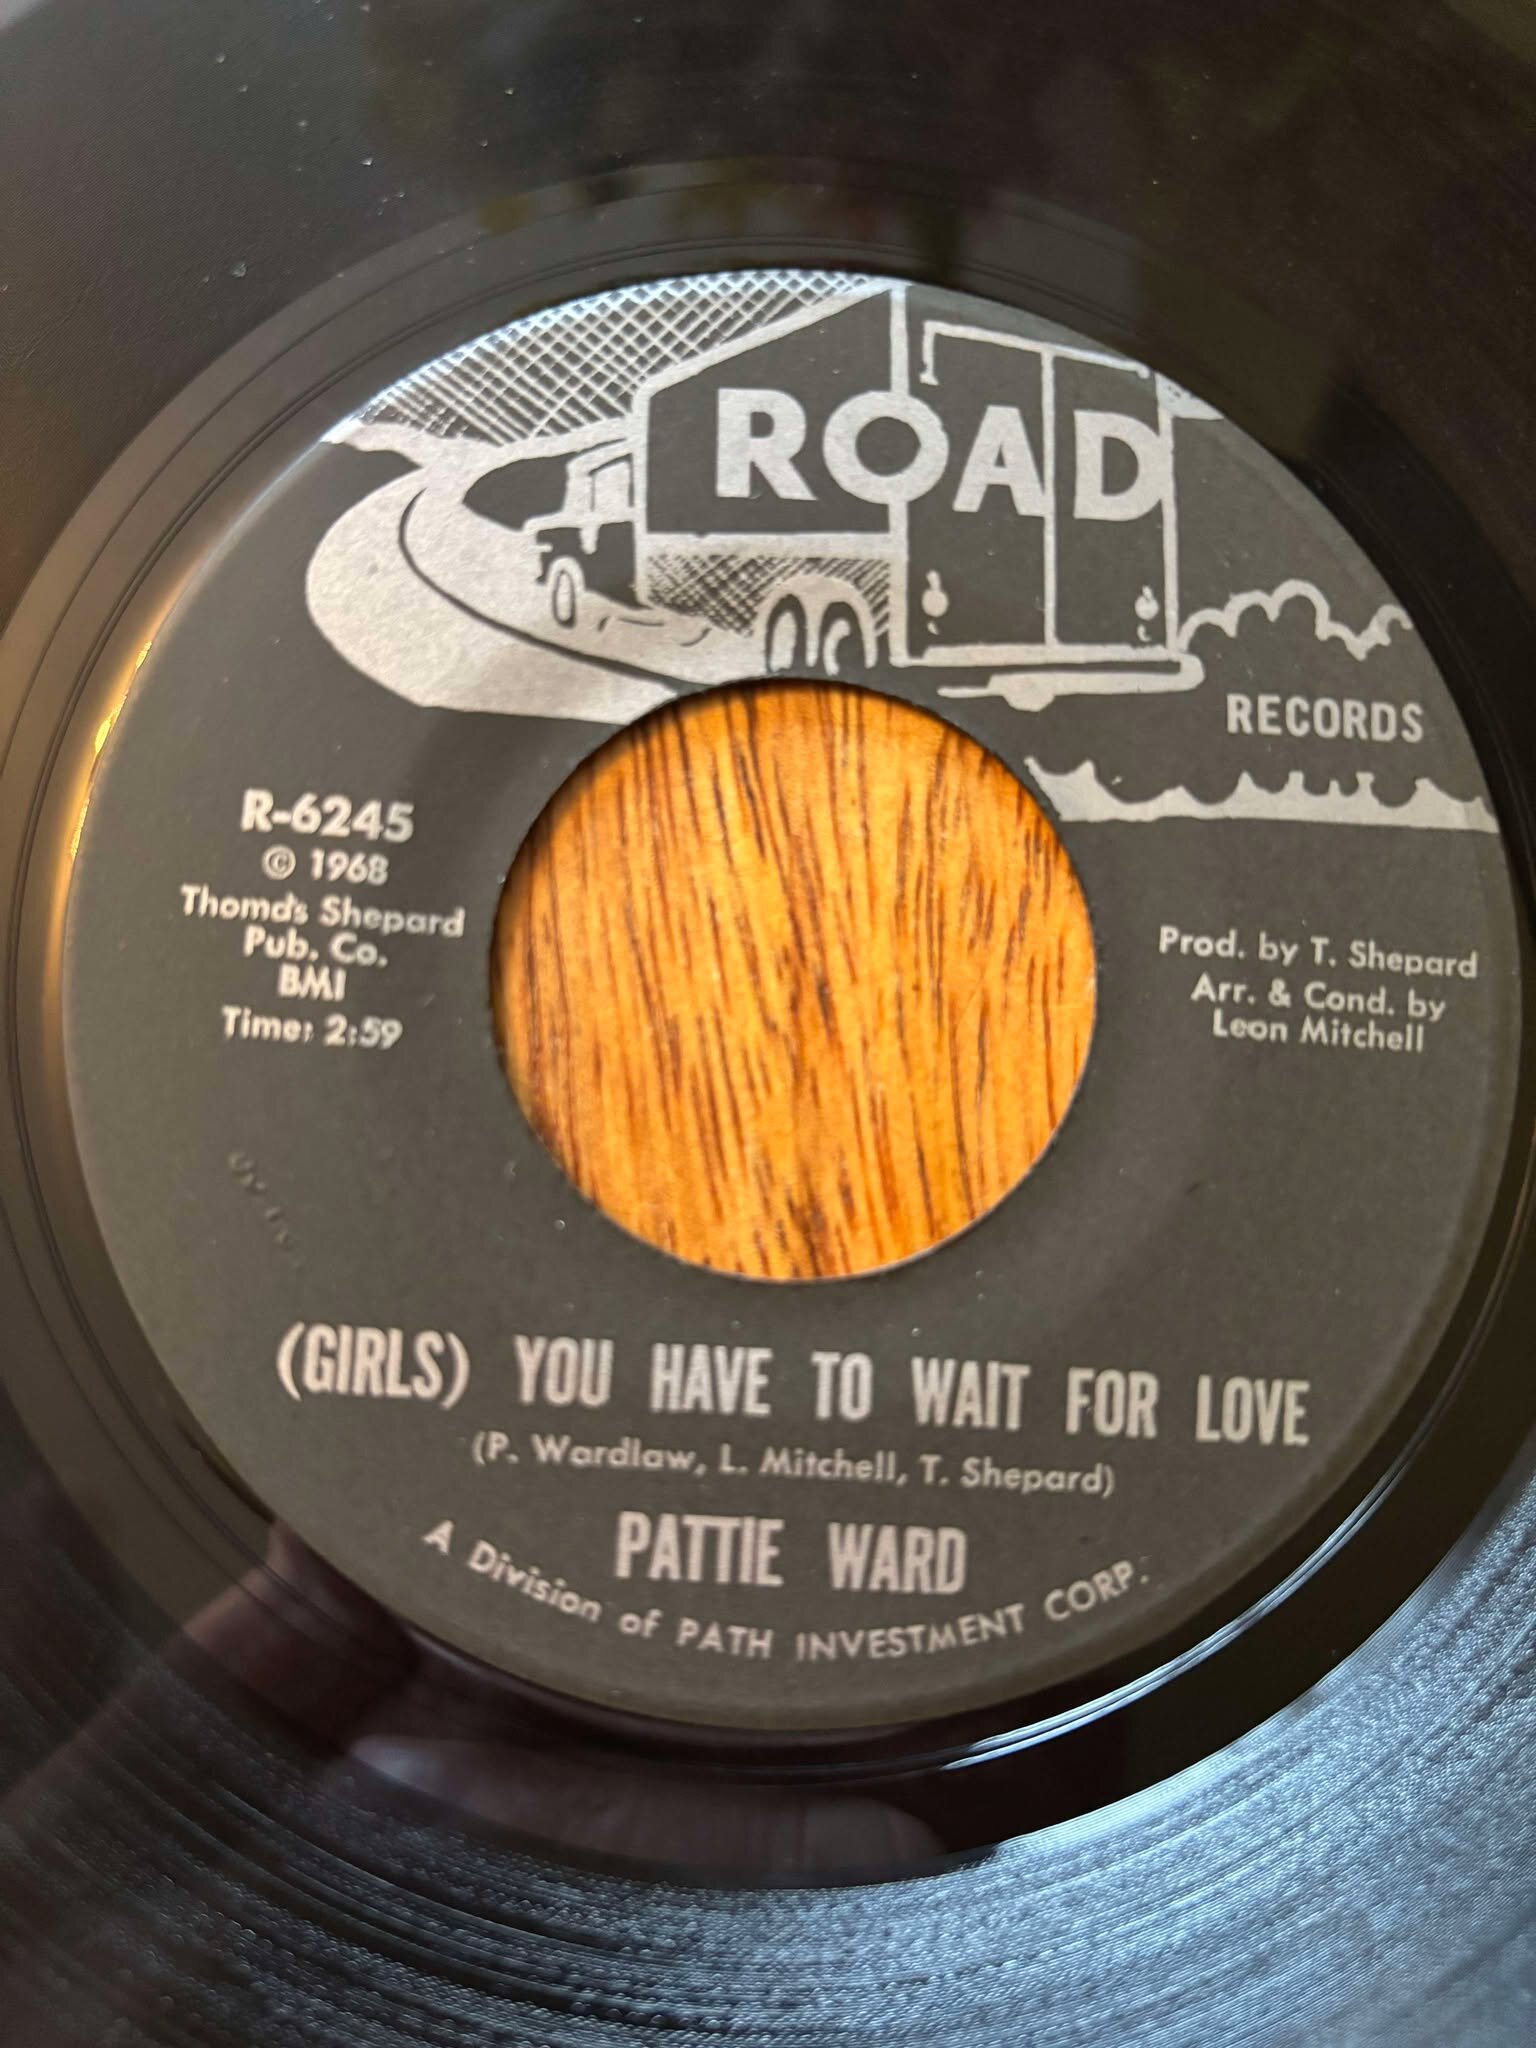 ROAD
RECORDS
R-6245
© 1968
Thomd's Shepard
Pub. Co.
BMI
Time: 2:59
Prod. by T. Shepard
Arr. & Cond. by
Leon Mitchell
(GIRLS) YOU HAVE TO WAIT FOR LOVE
(P. Wardlaw, L. Mitchell, T. Shepard)
PATTIE WARD
A Division of PATH INVESTMENT CORP.